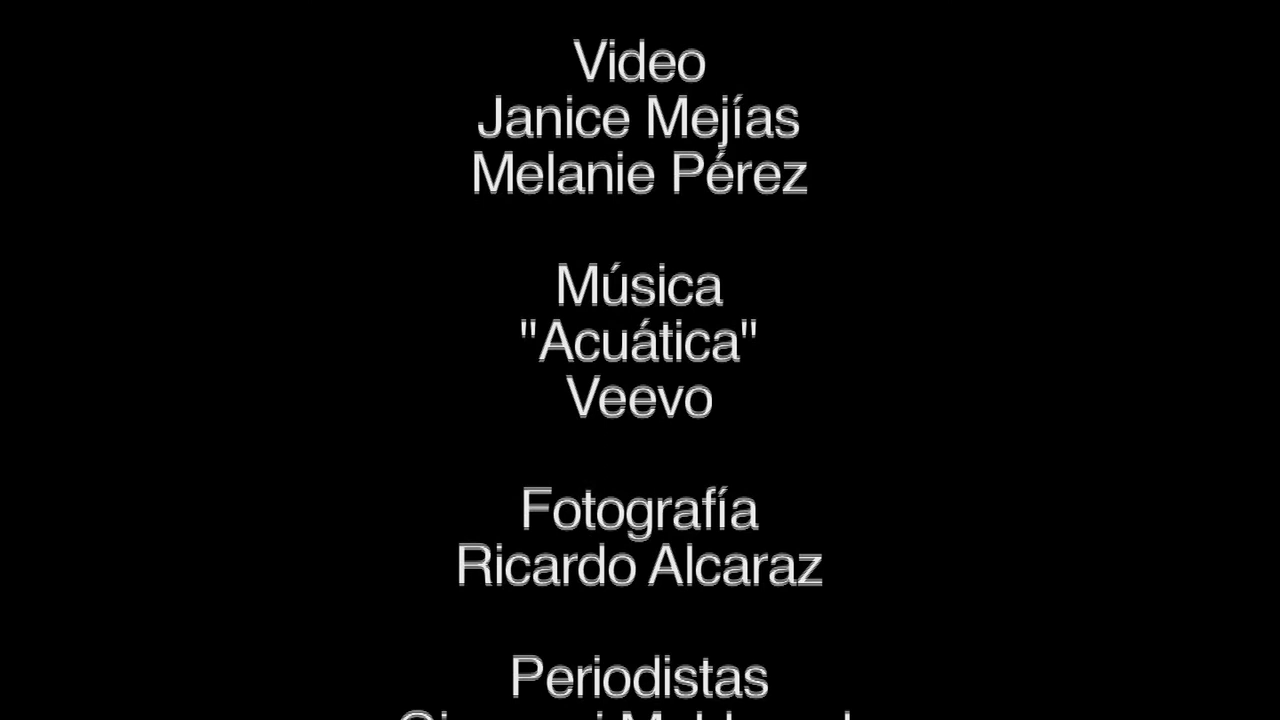 Video
Janice Mejías
Melanie Pérez
Música
"Acuática"
Veevo
Fotografía
Ricardo Alcaraz
Periodistas